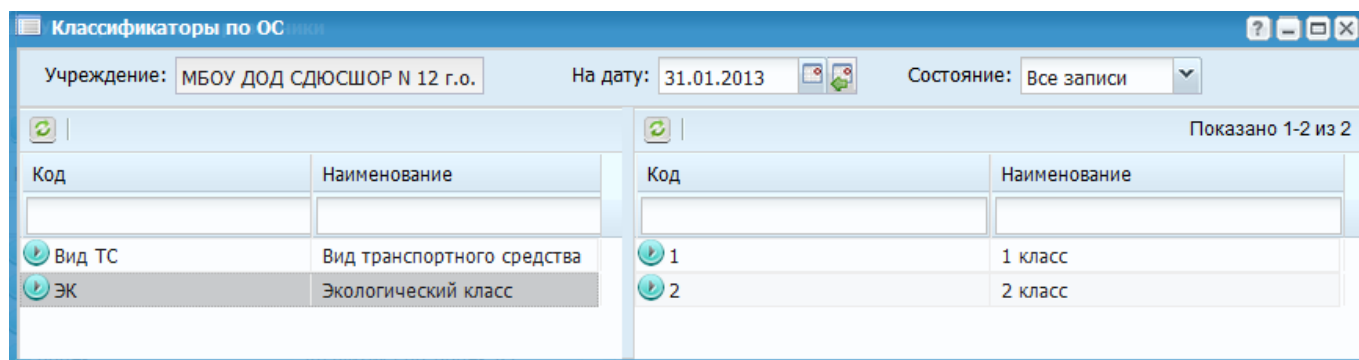 Классификаторы по ОС
Учреждение: МБОУ ДОД СДЮСШОР N 12 г.о. На дату: 31.01.2013 Состояние: Все записи
Показано 1-2 из 2
Код Наименование Код Наименование
Вид ТС Вид транспортного средства 1 1 класс
ЭК Экологический класс 2 2 класс